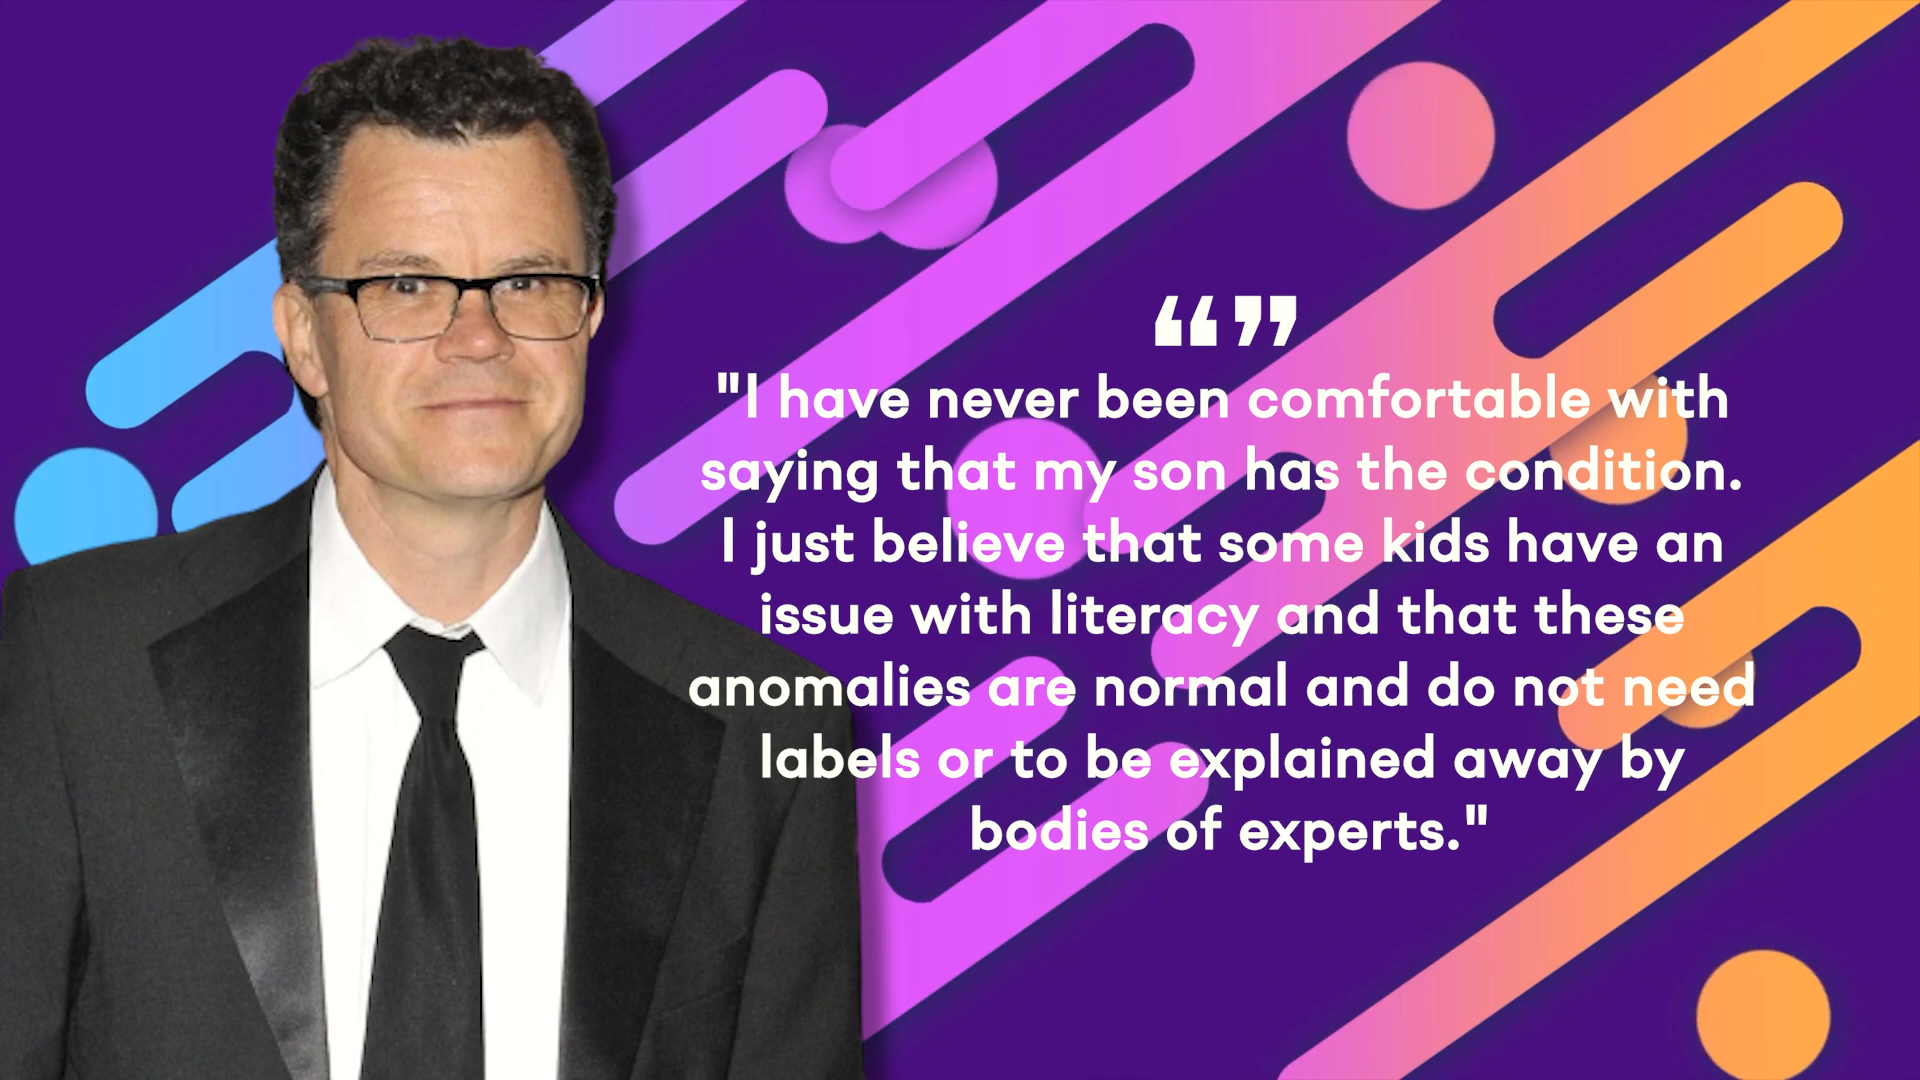 “”
"I have never been comfortable with
saying that my son has the condition.
I just believe that some kids have an
issue with literacy and that these
anomalies are normal and do not need
labels or to be explained away by
bodies of experts."